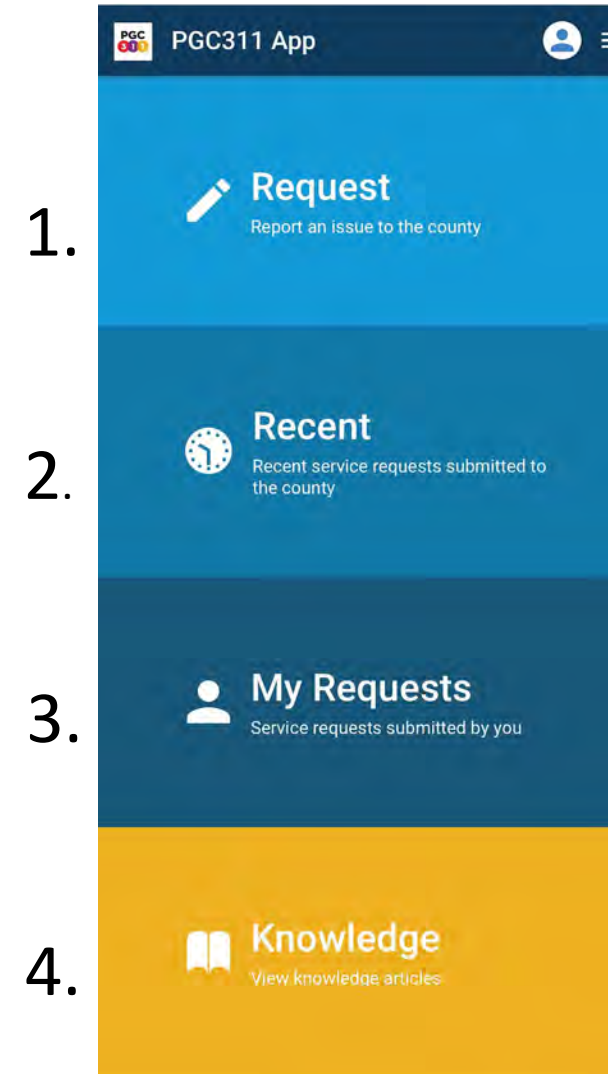 PGC
311
PGC311 App
1.
Request
Report an issue to the county
2.
Recent
Recent service requests submitted to
the county
3.
My Requests
Service requests submitted by you
4.
Knowledge
View knowledge articles